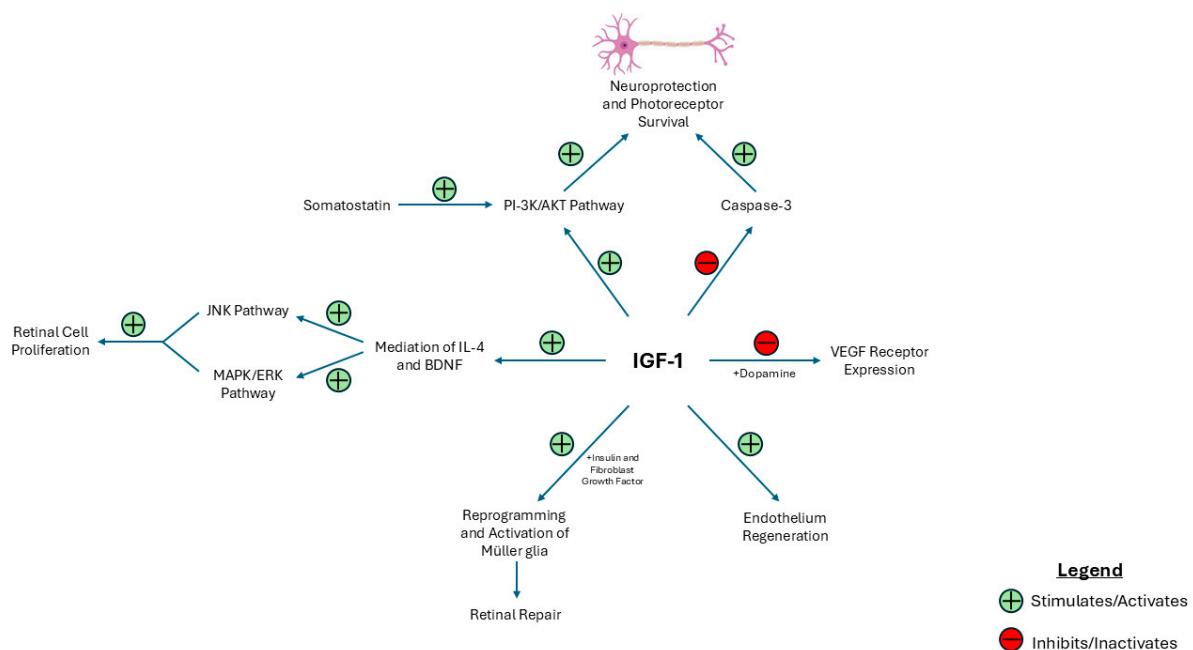 Neuroprotection
and Photoreceptor
Survival
Somatostatin
PI-3K/AKT Pathway
Caspase-3
JNK Pathway
Retinal Cell
Proliferation
Mediation of IL-4
and BDNF
MAPK/ERK
Pathway
IGF-1
+Dopamine
VEGF Receptor
Expression
+Insulin and
Fibroblast
Growth Factor
Reprogramming
and Activation of
Müller glia
Endothelium
Regeneration
Retinal Repair
Legend
Stimulates/Activates
Inhibits/Inactivates